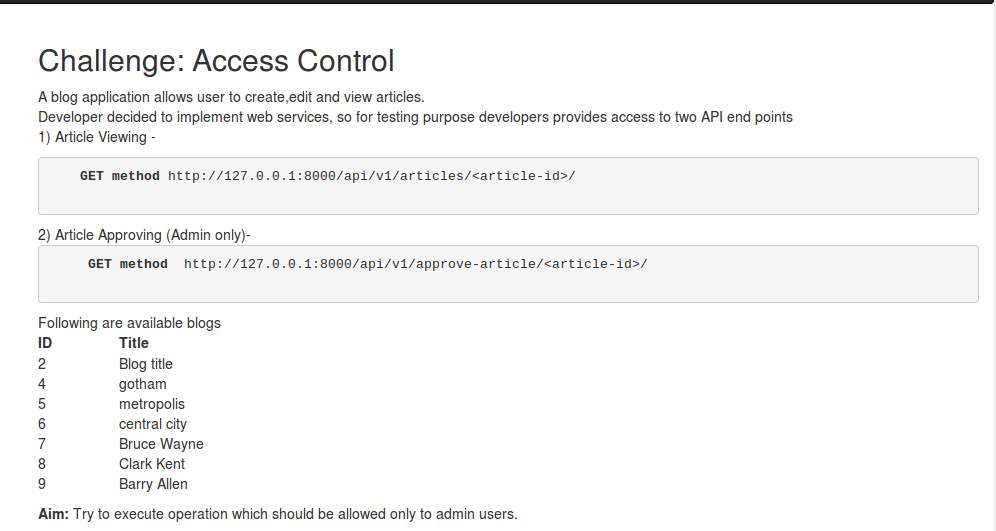 Challenge: Access Control
A blog application allows user to create,edit and view articles.
Developer decided to implement web services, so for testing purpose developers provides access to two API end points
1) Article Viewing -
GET method http://127.0.0.1:8000/api/v1/articles/<article-id>/
2) Article Approving (Admin only)-
GET method http://127.0.0.1:8000/api/v1/approve-article/<article-id>/
Following are available blogs
ID Title
2 Blog title
4 gotham
5 metropolis
6 central city
7 Bruce Wayne
8 Clark Kent
9 Barry Allen
Aim: Try to execute operation which should be allowed only to admin users.